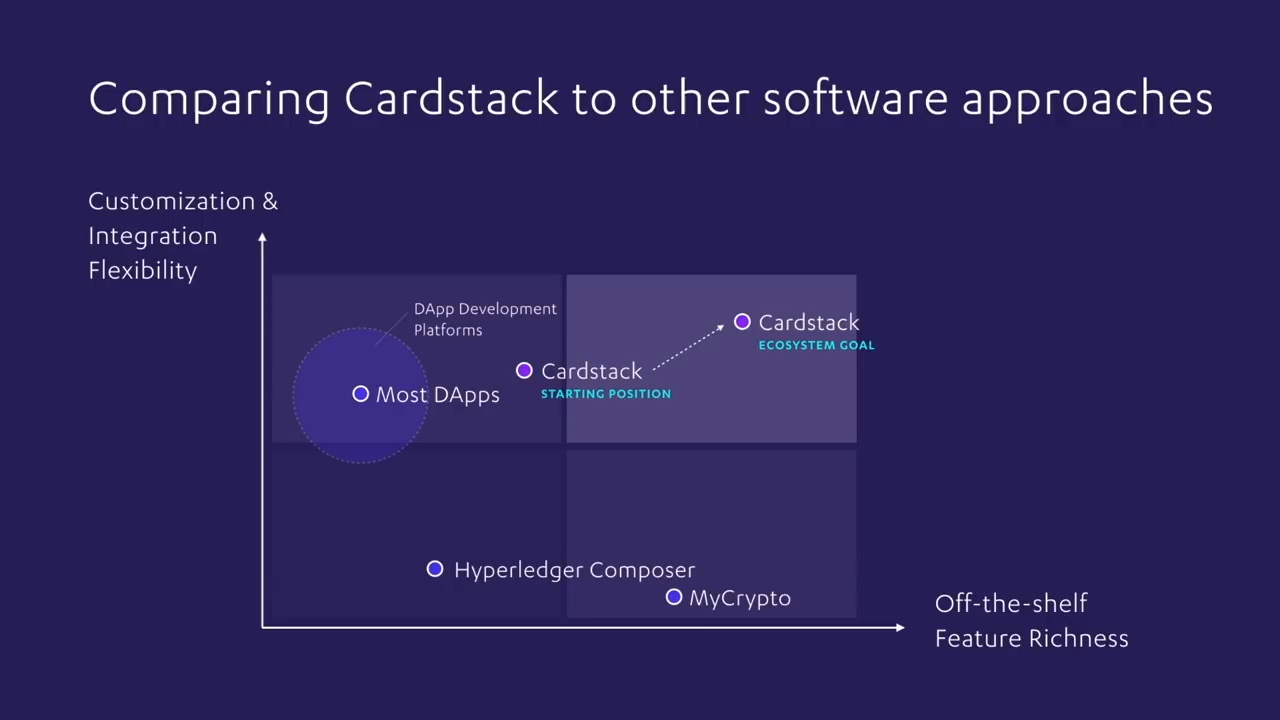 Comparing Cardstack to other software approaches
Customization &
Integration
Flexibility
DApp Development
Platforms
Cardstack
ECOSYSTEM GOAL
Cardstack
STARTING POSITION
Most DApps
Hyperledger Composer
MyCrypto
Off-the-shelf
Feature Richness